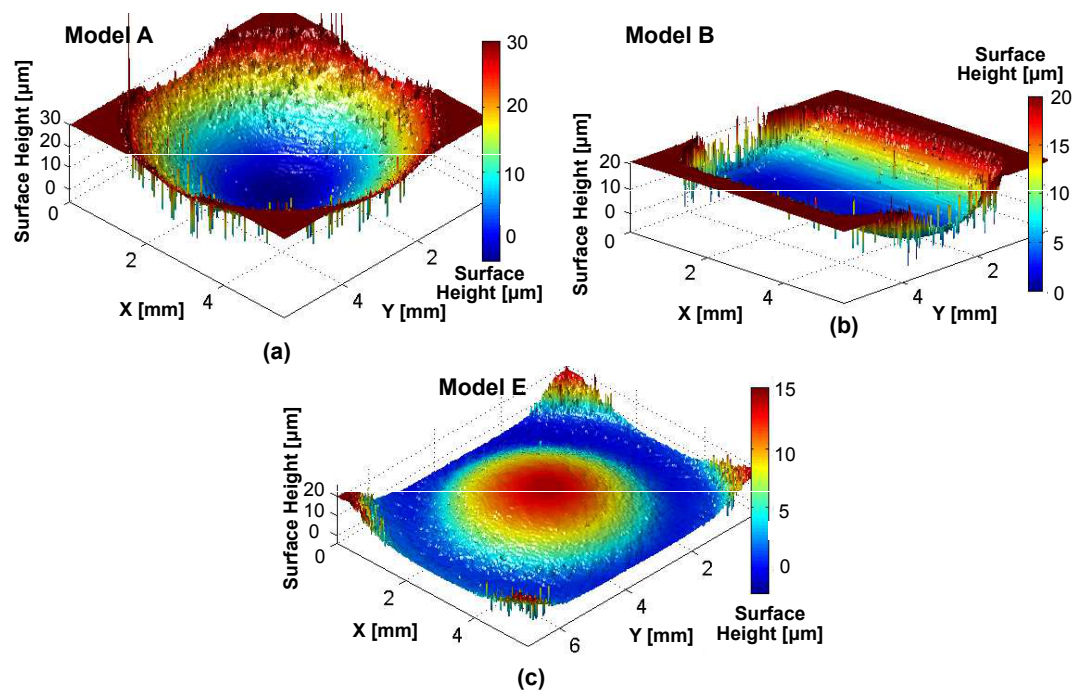 Model A
Surface Height [µm]
30
20
10
0
0
2
4
X [mm]
2
4
Y [mm]
30
20
10
0
Surface
Height [µm]
(a)
Model B
Surface Height [µm]
20
10
0
0
2
4
X [mm]
2
4
Y [mm]
Surface
Height [µm]
20
15
10
5
0
(b)
Model E
Surface Height [µm]
20
10
0
0
2
4
X [mm]
2
4
6
Y [mm]
15
10
5
0
Surface
Height [µm]
(c)